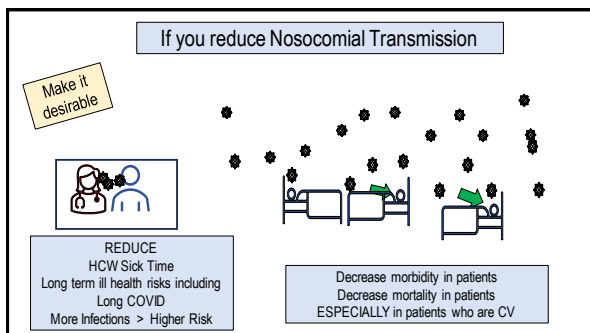 If you reduce Nosocomial Transmission
Make it
desirable
REDUCE
HCW Sick Time
Long term ill health risks including
Long COVID
More Infections > Higher Risk
Decrease morbidity in patients
Decrease mortality in patients
ESPECIALLY in patients who are CV